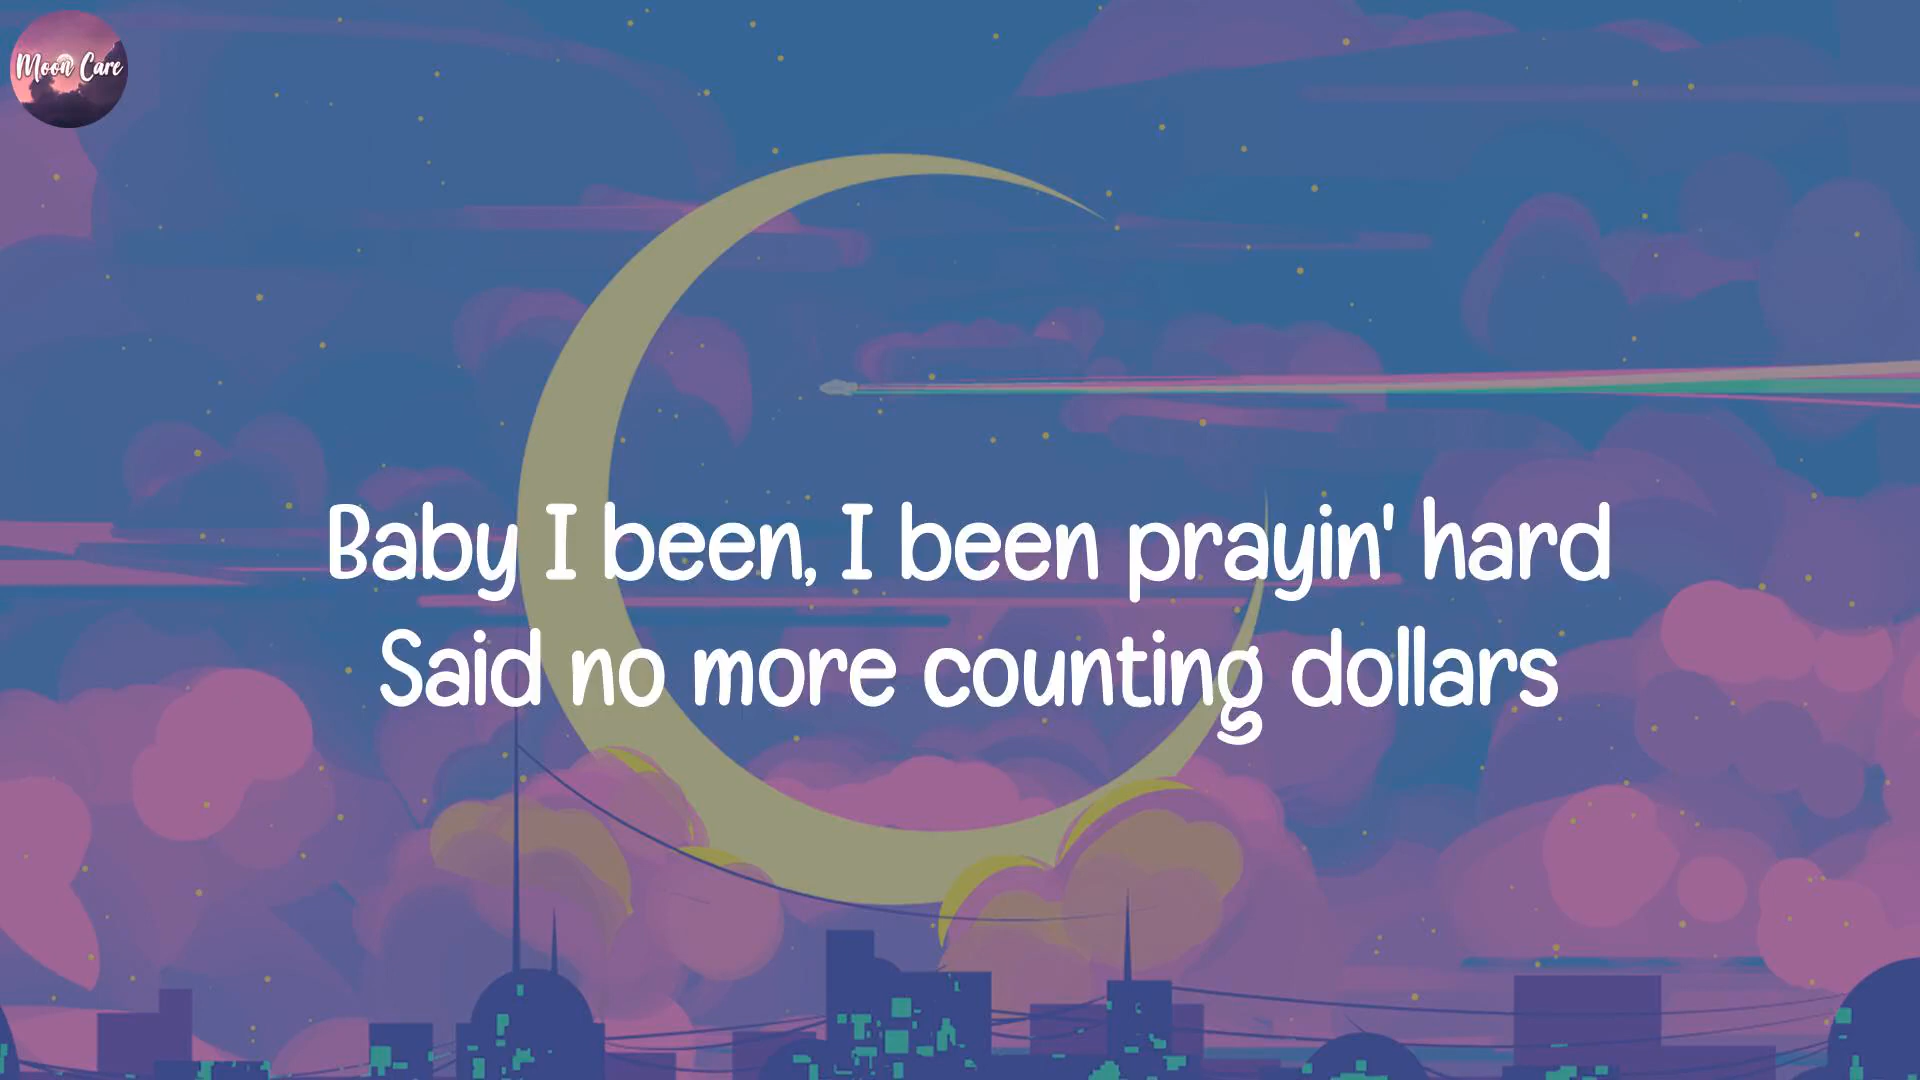 Moon Care
Baby I been, I been prayin' hard
Said no more counting dollars